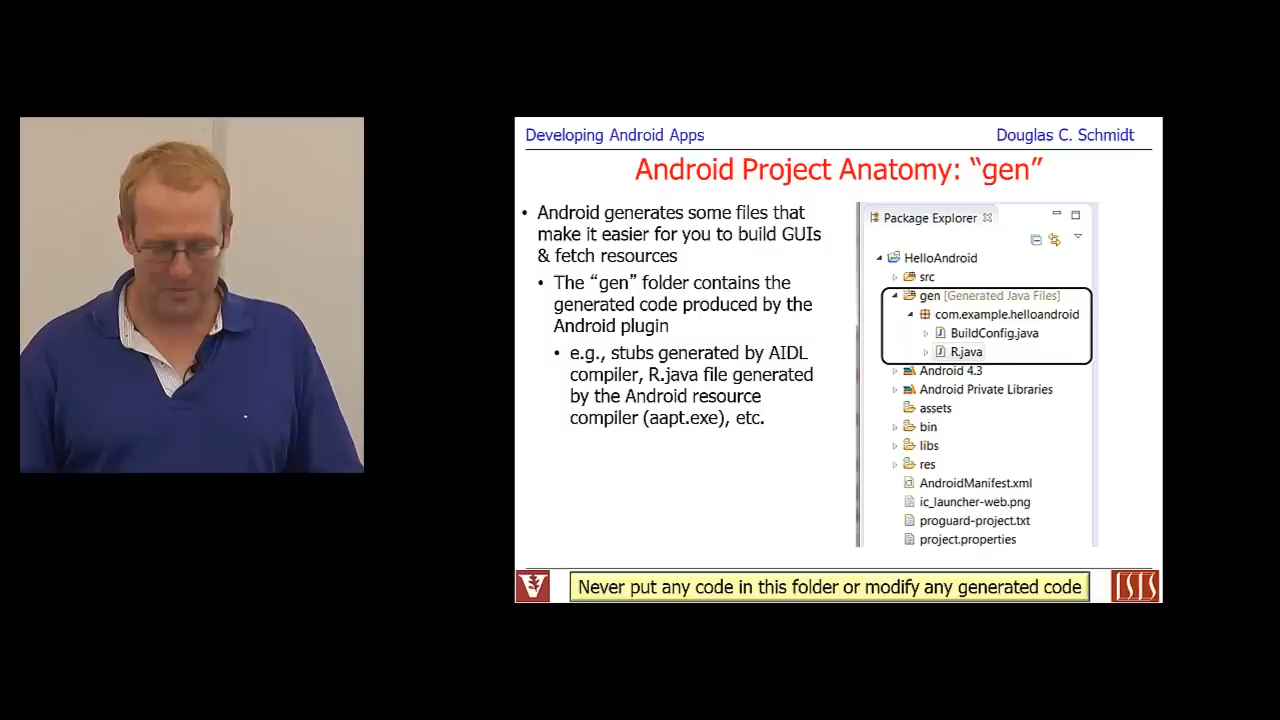 Developing Android Apps
Douglas C. Schmidt
Android Project Anatomy: “gen”
• Android generates some files that
make it easier for you to build GUIs
& fetch resources
• The “gen” folder contains the
generated code produced by the
Android plugin
• e.g., stubs generated by AIDL
compiler, R.java file generated
by the Android resource
compiler (aapt.exe), etc.
Package Explorer
HelloAndroid
src
gen [Generated Java Files]
com.example.helloandroid
BuildConfig.java
R.java
Android 4.3
Android Private Libraries
assets
bin
libs
res
AndroidManifest.xml
ic_launcher-web.png
proguard-project.txt
project.properties
V
Never put any code in this folder or modify any generated code
ISIS